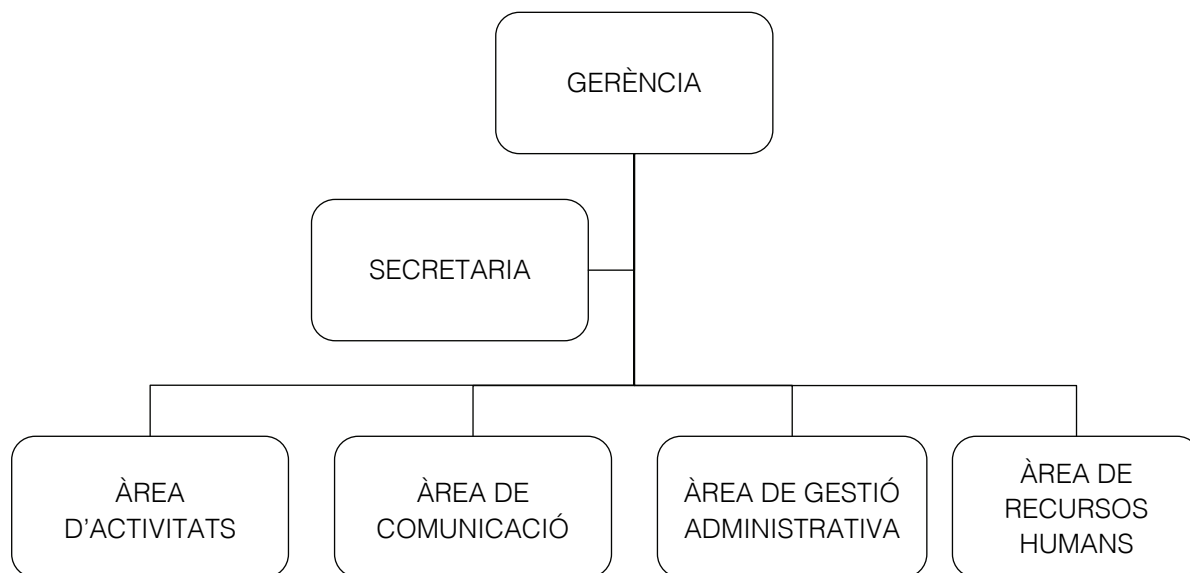 GERÈNCIA
SECRETARIA
ÀREA
D’ACTIVITATS
ÀREA DE
COMUNICACIÓ
ÀREA DE GESTIÓ
ADMINISTRATIVA
ÀREA DE
RECURSOS
HUMANS